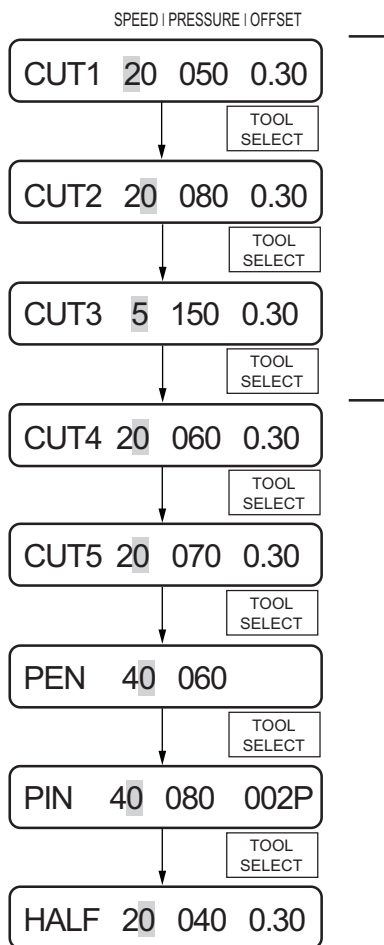 SPEED | PRESSURE | OFFSET
CUT1 20 050 0.30
TOOL
SELECT
CUT2 20 080 0.30
TOOL
SELECT
CUT3 5 150 0.30
TOOL
SELECT
CUT4 20 060 0.30
TOOL
SELECT
CUT5 20 070 0.30
TOOL
SELECT
PEN 40 060
TOOL
SELECT
PIN 40 080 002P
TOOL
SELECT
HALF 20 040 0.30